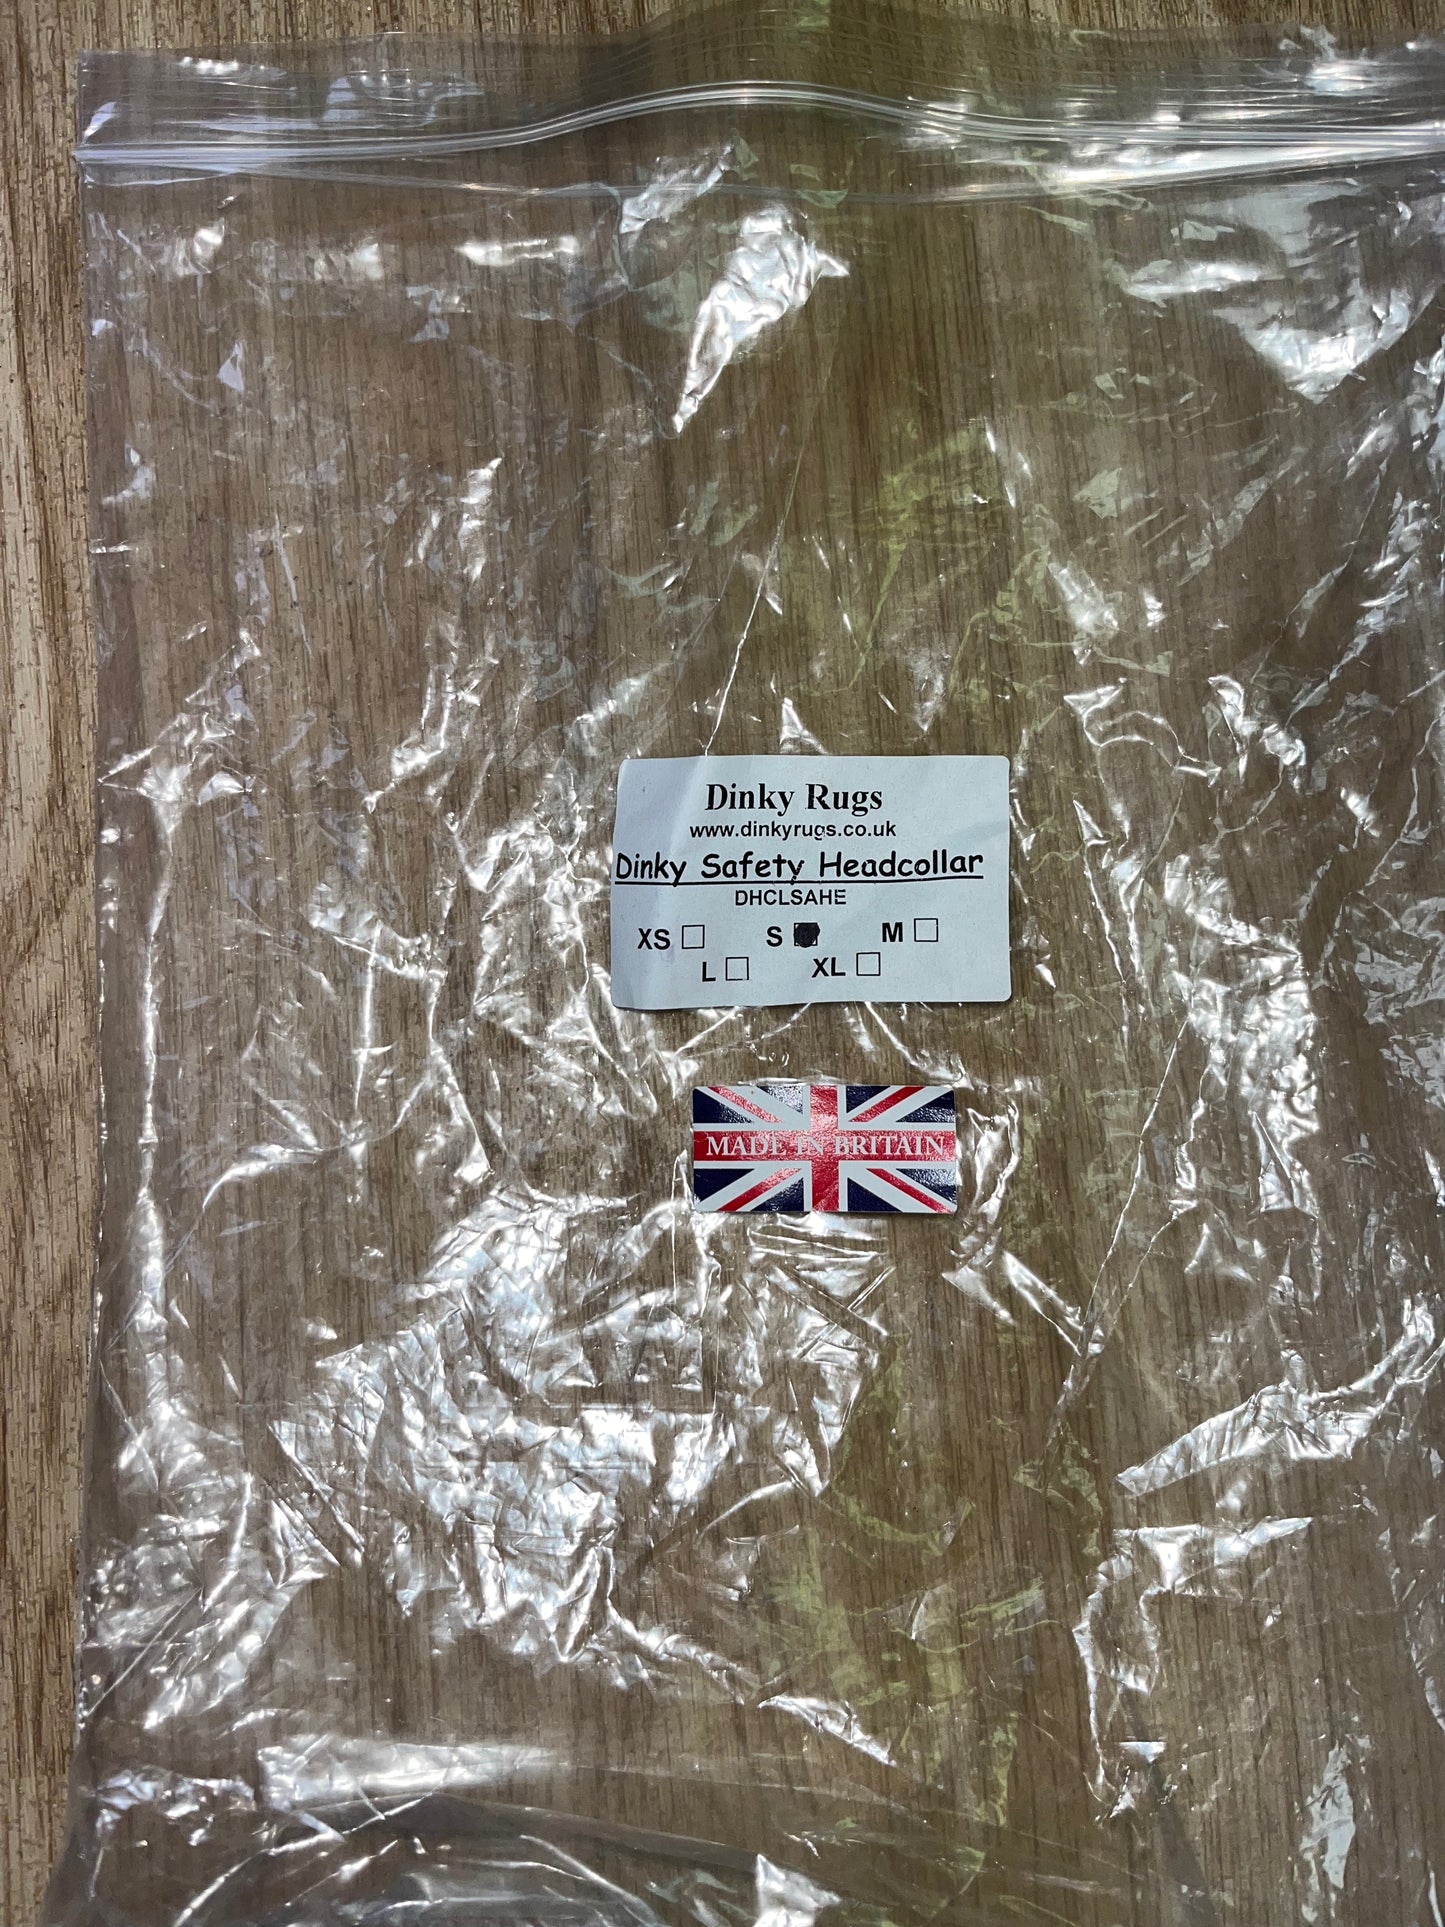 Dinky Rugs
www.dinkyrugs.co.uk
Dinky Safety Headcollar
DHCLSAHE
XS S M
L XL
MADE IN BRITAIN